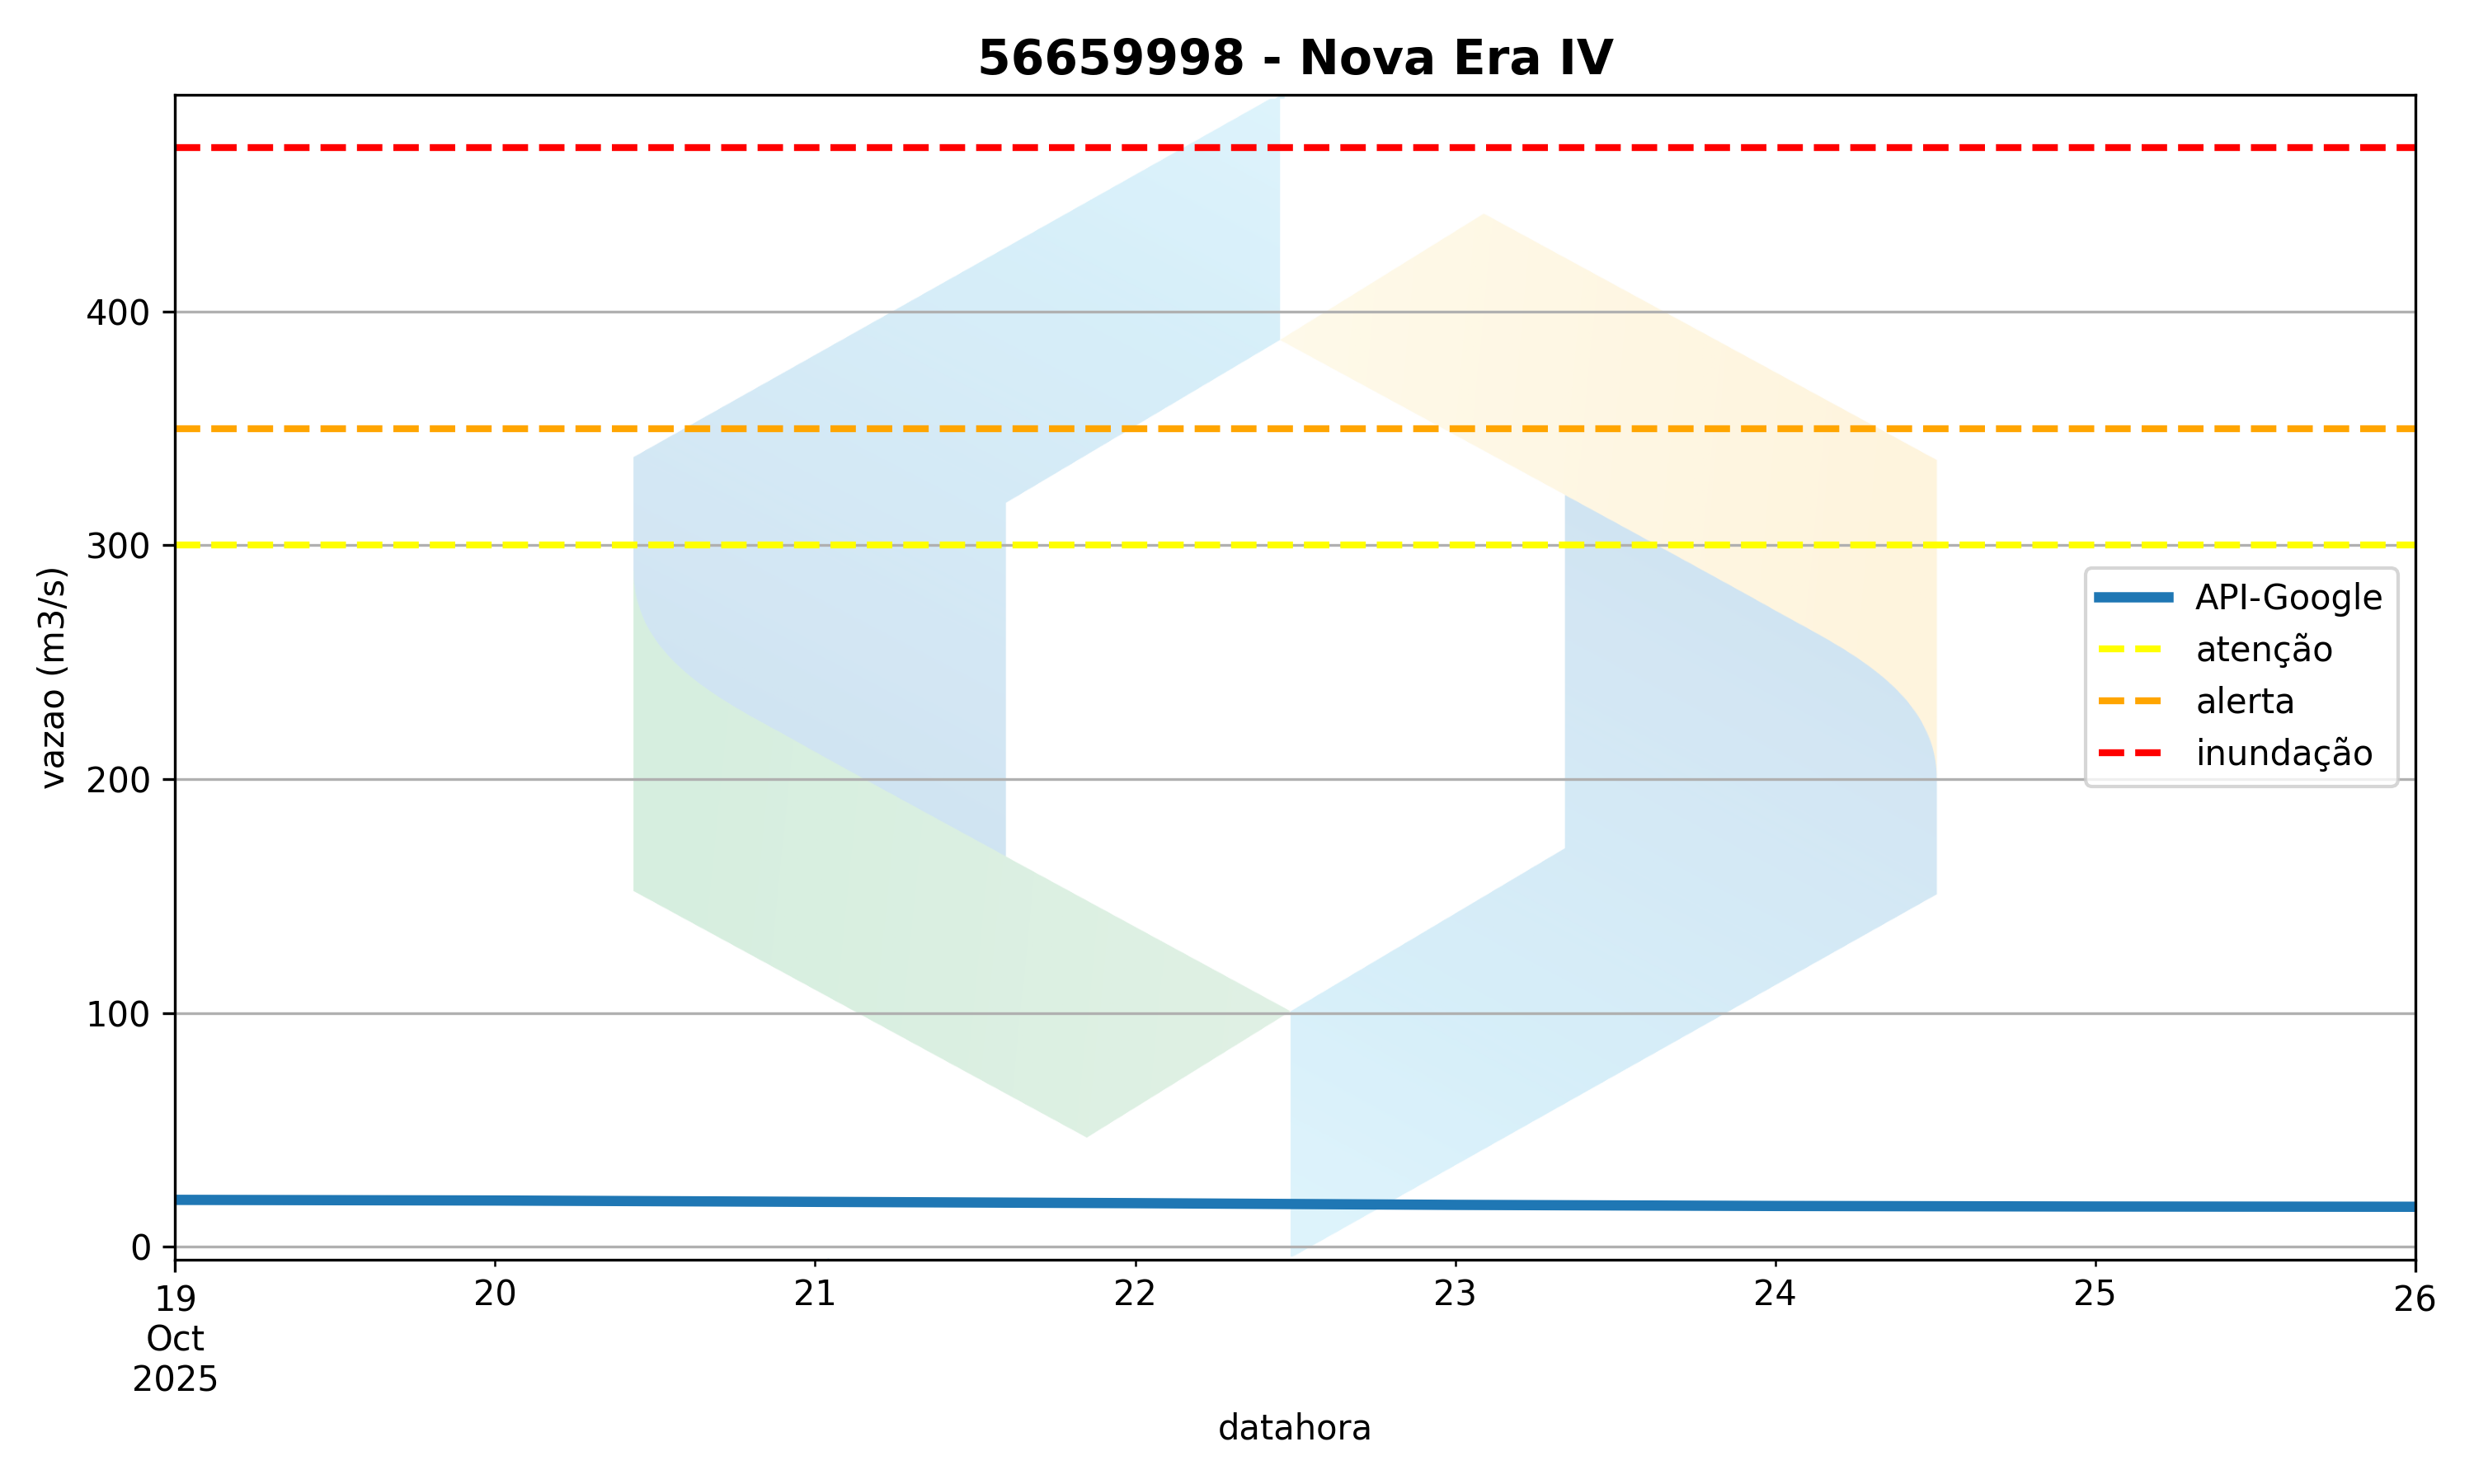 56659998 - Nova Era IV
vazao (m3/s)
400
300
200
100
0
API-Google
atenção
alerta
inundação
19 20 21 22 23 24 25 26
Oct
2025
datahora